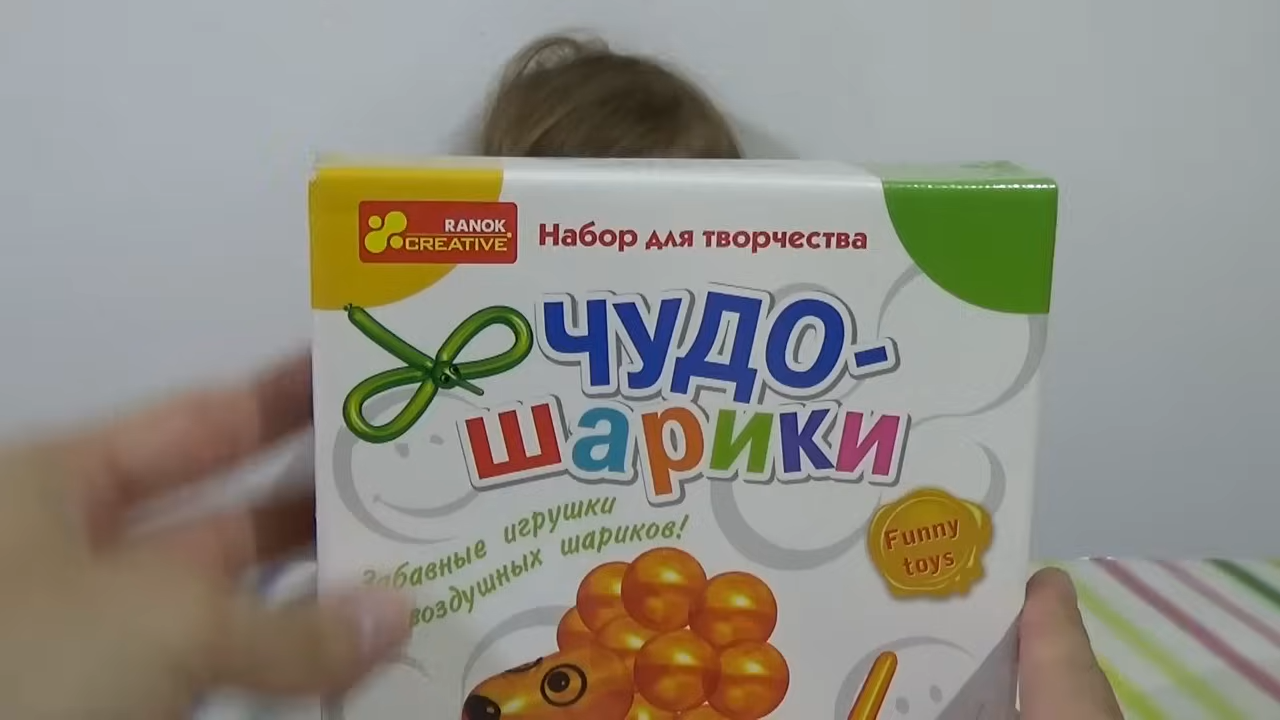 RANOK
CREATIVE
Набор для творчества
ЧУДО-
шарики
Забавные игрушки
воздушных шариков!
Funny
toys